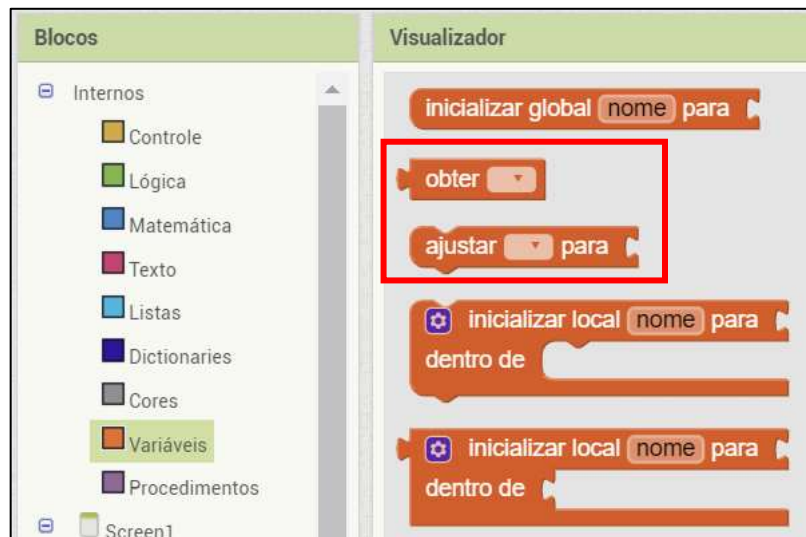 Blocos
Internos
Controle
Lógica
Matemática
Texto
Listas
Dictionaries
Cores
Variáveis
Procedimentos
Screen1
Visualizador
inicializar global nome para
obter
ajustar para
inicializar local nome para
dentro de
inicializar local nome para
dentro de